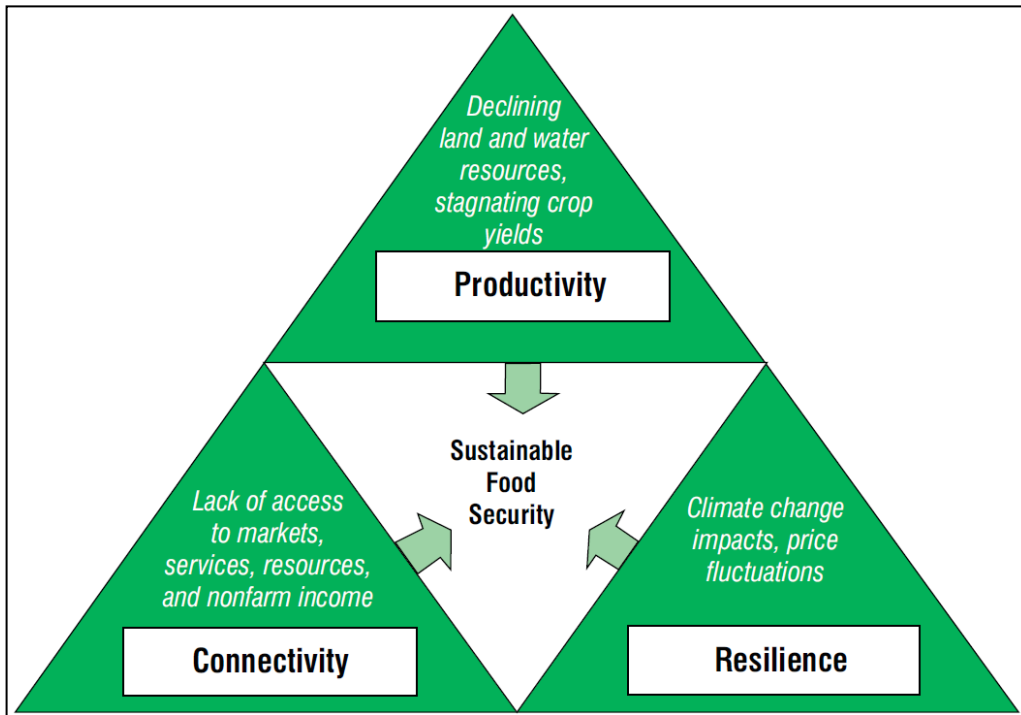 Declining
land and water
resources,
stagnating crop
yields
Productivity
Sustainable
Food
Security
Lack of access
to markets,
services, resources,
and nonfarm income
Connectivity
Climate change
impacts, price
fluctuations
Resilience